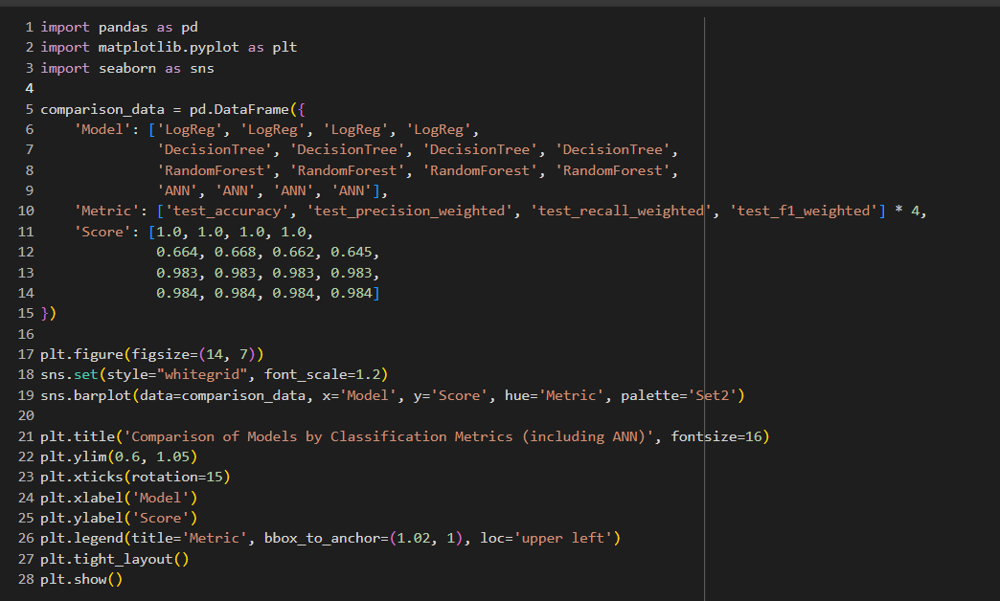 1 import pandas as pd
2 import matplotlib.pyplot as plt
3 import seaborn as sns
4
5 comparison_data = pd.DataFrame({
6     'Model': ['LogReg', 'LogReg', 'LogReg', 'LogReg',
7               'DecisionTree', 'DecisionTree', 'DecisionTree', 'DecisionTree',
8               'RandomForest', 'RandomForest', 'RandomForest', 'RandomForest',
9               'ANN', 'ANN', 'ANN', 'ANN'],
10     'Metric': ['test_accuracy', 'test_precision_weighted', 'test_recall_weighted', 'test_f1_weighted'] * 4,
11     'Score': [1.0, 1.0, 1.0, 1.0,
12               0.664, 0.668, 0.662, 0.645,
13               0.983, 0.983, 0.983, 0.983,
14               0.984, 0.984, 0.984, 0.984]
15 })
16
17 plt.figure(figsize=(14, 7))
18 sns.set(style="whitegrid", font_scale=1.2)
19 sns.barplot(data=comparison_data, x='Model', y='Score', hue='Metric', palette='Set2')
20
21 plt.title('Comparison of Models by Classification Metrics (including ANN)', fontsize=16)
22 plt.ylim(0.6, 1.05)
23 plt.xticks(rotation=15)
24 plt.xlabel('Model')
25 plt.ylabel('Score')
26 plt.legend(title='Metric', bbox_to_anchor=(1.02, 1), loc='upper left')
27 plt.tight_layout()
28 plt.show()